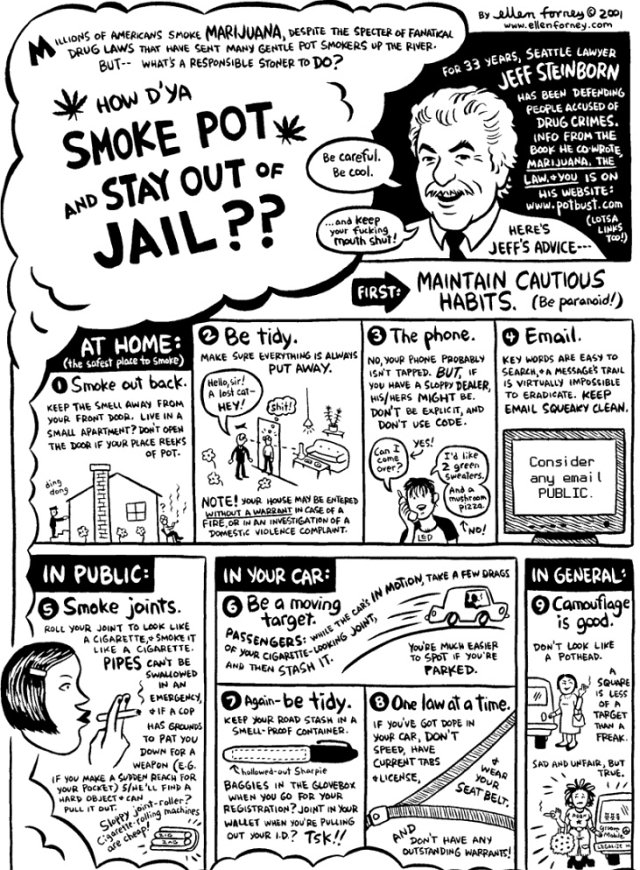 By ellen forney © 2001
www.ellenforney.com
MILLIONS OF AMERICANS SMOKE MARIJUANA, DESPITE THE SPECTER OF FANATICAL
DRUG LAWS THAT HAVE SENT MANY GENTLE POT SMOKERS UP THE RIVER.
BUT-- WHAT'S A RESPONSIBLE STONER TO DO?
HOW D'YA
SMOKE POT
AND STAY OUT OF
JAIL??
FOR 33 YEARS, SEATTLE LAWYER
JEFF STEINBORN
HAS BEEN DEFENDING
PEOPLE ACCUSED OF
DRUG CRIMES.
INFO FROM THE
BOOK HE CO-WROTE,
MARIJUANA, THE
LAW, & YOU IS ON
HIS WEBSITE:
www.potbust.com
(LOTSA
LINKS
TOO!)
Be careful.
Be cool.
...and keep
your fucking
mouth shut!
HERE'S
JEFF'S ADVICE---
FIRST:
MAINTAIN CAUTIOUS
HABITS. (Be paranoid!)
AT HOME:
(the safest place to smoke)
1 Smoke out back.
KEEP THE SMELL AWAY FROM
YOUR FRONT DOOR. LIVE IN A
SMALL APARTMENT? DON'T OPEN
THE DOOR IF YOUR PLACE REEKS
OF POT.
ding
dong
2 Be tidy.
MAKE SURE EVERYTHING IS ALWAYS
PUT AWAY.
Hello, sir!
A lost cat-
HEY!
shit!
NOTE! YOUR HOUSE MAY BE ENTERED
WITHOUT A WARRANT IN CASE OF A
FIRE, OR IN AN INVESTIGATION OF A
DOMESTIC VIOLENCE COMPLAINT.
3 The phone.
NO, YOUR PHONE PROBABLY
ISN'T TAPPED. BUT, IF
YOU HAVE A SLOPPY DEALER,
HIS/HERS MIGHT BE.
DON'T BE EXPLICIT, AND
DON'T USE CODE.
Can I
come
over?
YES!
I'd like
2 green
sweaters.
And a
mushroom
pizza.
NO!
LED
4 Email.
KEY WORDS ARE EASY TO
SEARCH, & A MESSAGE'S TRAIL
IS VIRTUALLY IMPOSSIBLE
TO ERADICATE. KEEP
EMAIL SQUEAKY CLEAN.
Consider
any email
PUBLIC.
IN PUBLIC:
5 Smoke joints.
ROLL YOUR JOINT TO LOOK LIKE
A CIGARETTE, & SMOKE IT
LIKE A CIGARETTE.
PIPES CAN'T BE
SWALLOWED
IN AN
EMERGENCY,
& IF A COP
HAS GROUNDS
TO PAT YOU
DOWN FOR A
WEAPON (E.G.
IF YOU MAKE A SUDDEN REACH FOR
YOUR POCKET) S/HE'LL FIND A
HARD OBJECT & CAN
PULL IT OUT.
Sloppy joint-roller?
Cigarette-rolling machines
are cheap!
ZIG
ZAG
IN YOUR CAR:
6 Be a moving
target.
PASSENGERS: WHILE THE CAR'S IN MOTION, TAKE A FEW DRAGS
OF YOUR CIGARETTE-LOOKING JOINT,
AND THEN STASH IT.
YOU'RE MUCH EASIER
TO SPOT IF YOU'RE
PARKED.
7 Again-be tidy.
KEEP YOUR ROAD STASH IN A
SMELL-PROOF CONTAINER.
hollowed-out Sharpie
BAGGIES IN THE GLOVEBOX
WHEN YOU GO FOR YOUR
REGISTRATION? JOINT IN YOUR
WALLET WHEN YOU'RE PULLING
OUT YOUR I.D.? TSK!!
8 One law at a time.
IF YOU'VE GOT DOPE IN
YOUR CAR, DON'T
SPEED, HAVE
CURRENT TABS
& LICENSE,
& WEAR
YOUR
SEAT BELT.
AND
DON'T HAVE ANY
OUTSTANDING WARRANTS!
IN GENERAL:
9 Camouflage
is good.
DON'T LOOK LIKE
A POTHEAD.
A
SQUARE
IS LESS
OF A
TARGET
THAN A
FREAK.
SAD AND UNFAIR, BUT
TRUE.
Groov
Mobile
LEGALIZE